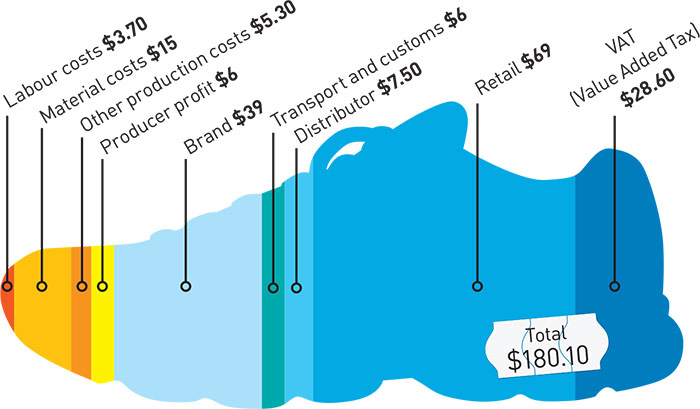 Labour costs $3.70
Material costs $15
Other production costs $5.30
Producer profit $6
Brand $39
Transport and customs $6
Distributor $7.50
Retail $69
VAT
(Value Added Tax)
$28.60
Total
$180.10